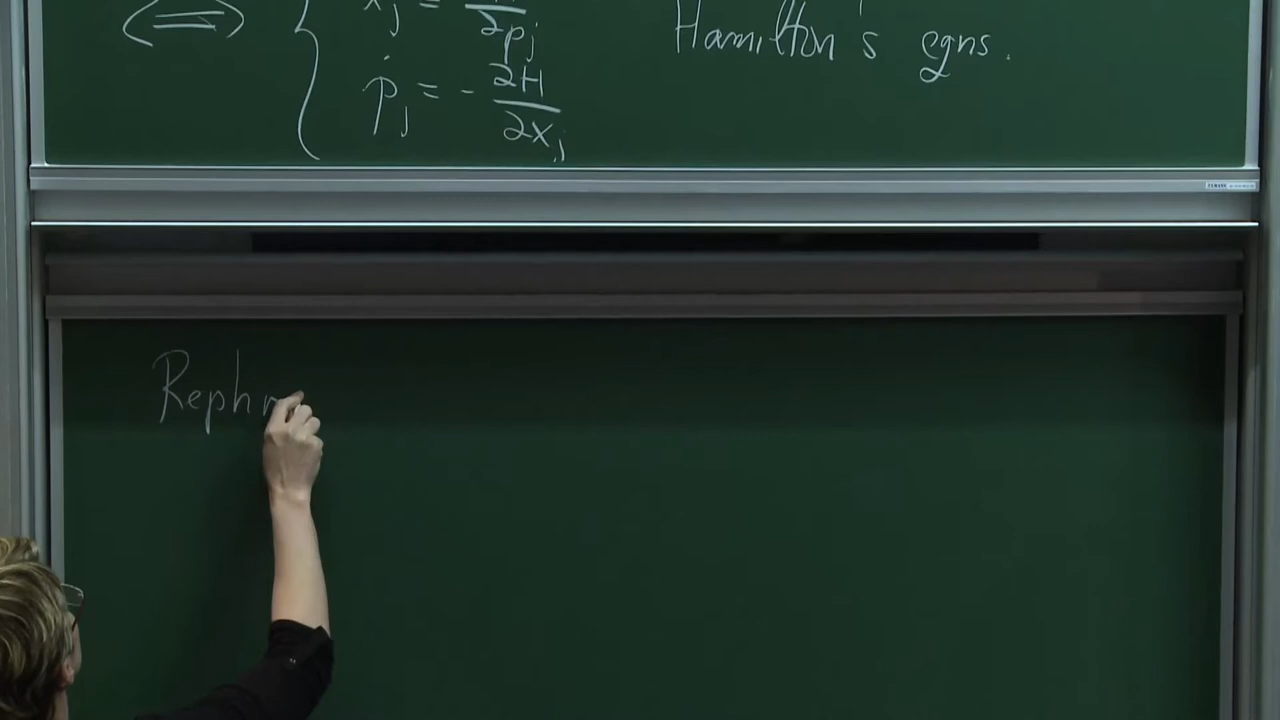 ⟺ { ẋj = ∂H/∂pj
Hamilton's eqns.
ṗj = - ∂H/∂xj
Reph